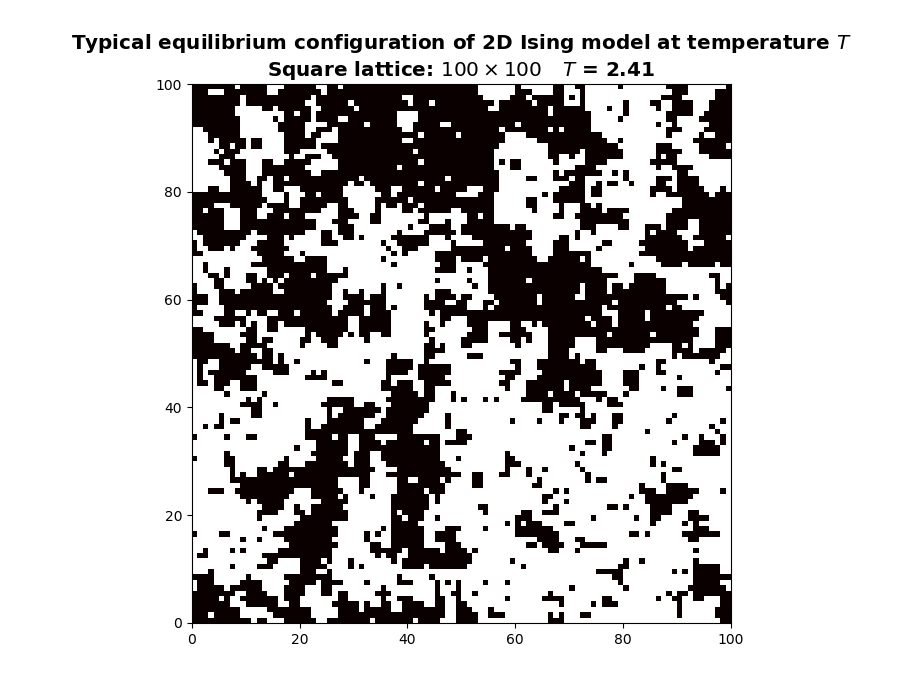 Typical equilibrium configuration of 2D Ising model at temperature T
Square lattice: 100 × 100 T = 2.41
100
80
60
40
20
0
0 20 40 60 80 100